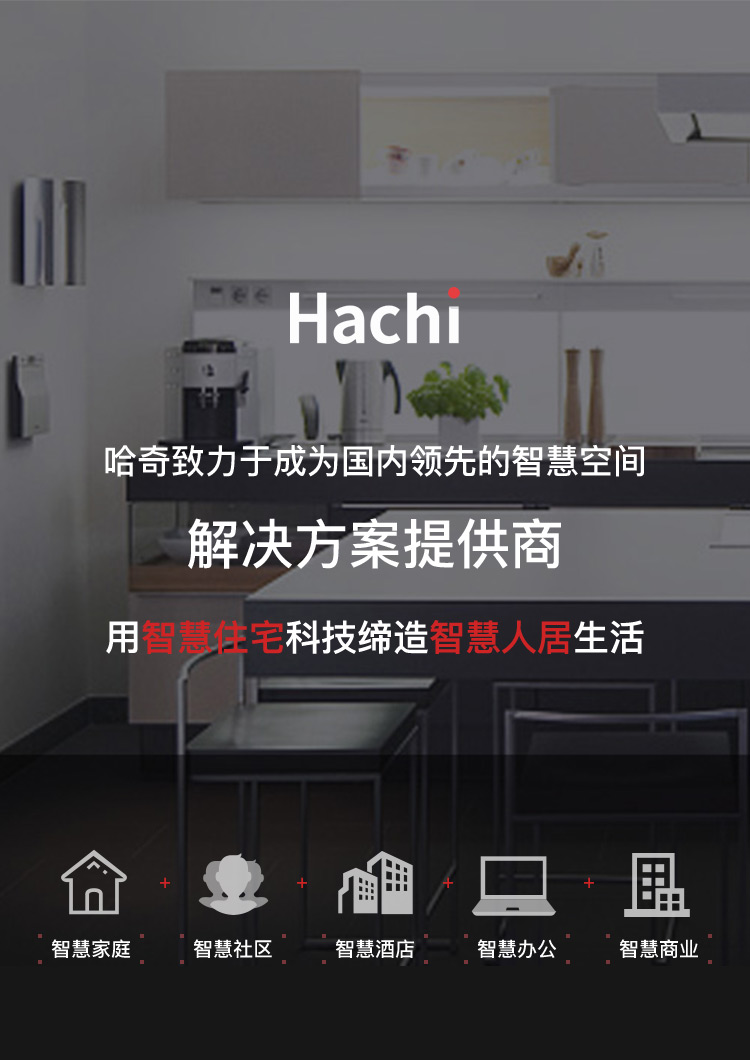 Hachi
哈奇致力于成为国内领先的智慧空间
解决方案提供商
用智慧住宅科技缔造智慧人居生活
+ + + +
智慧家庭 智慧社区 智慧酒店 智慧办公 智慧商业